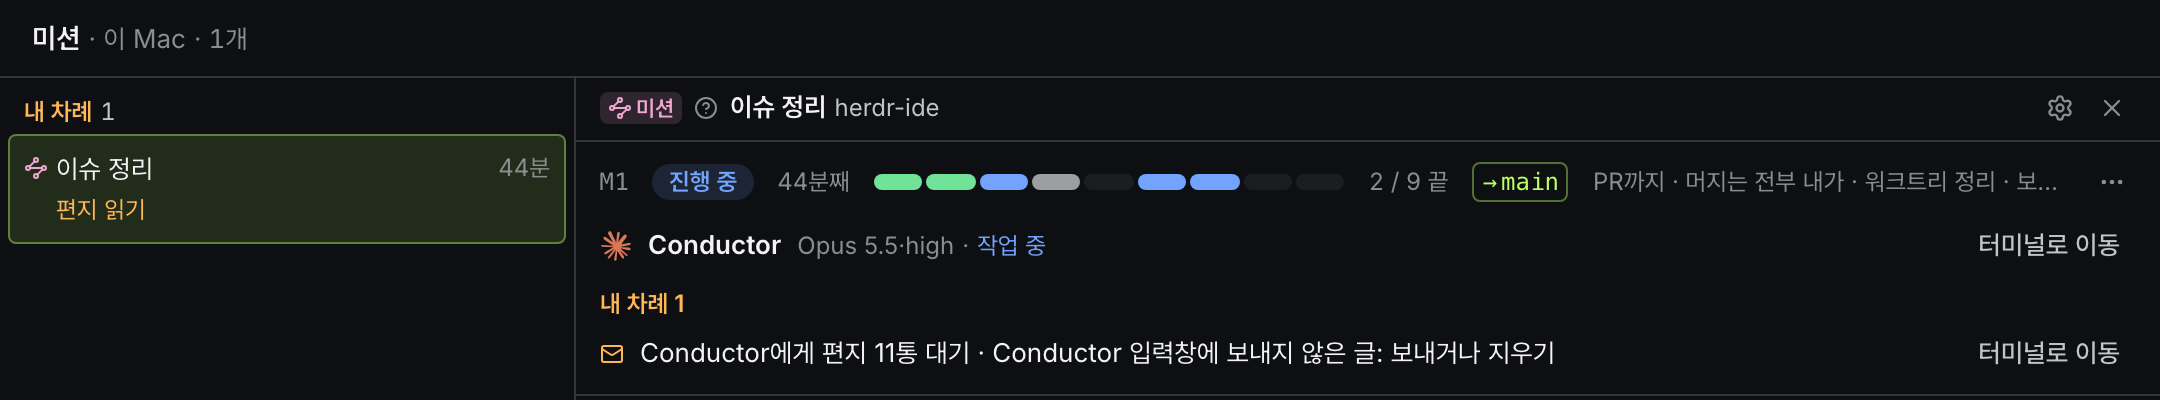 미션 · 이 Mac · 1개
내 차례 1
이슈 정리 44분
편지 읽기
미션 이슈 정리 herdr-ide
M1 진행 중 44분째 2 / 9 끝 →main PR까지 · 머지는 전부 내가 · 워크트리 정리 · 보...
Conductor Opus 5.5·high · 작업 중 터미널로 이동
내 차례 1
Conductor에게 편지 11통 대기 · Conductor 입력창에 보내지 않은 글: 보내거나 지우기 터미널로 이동